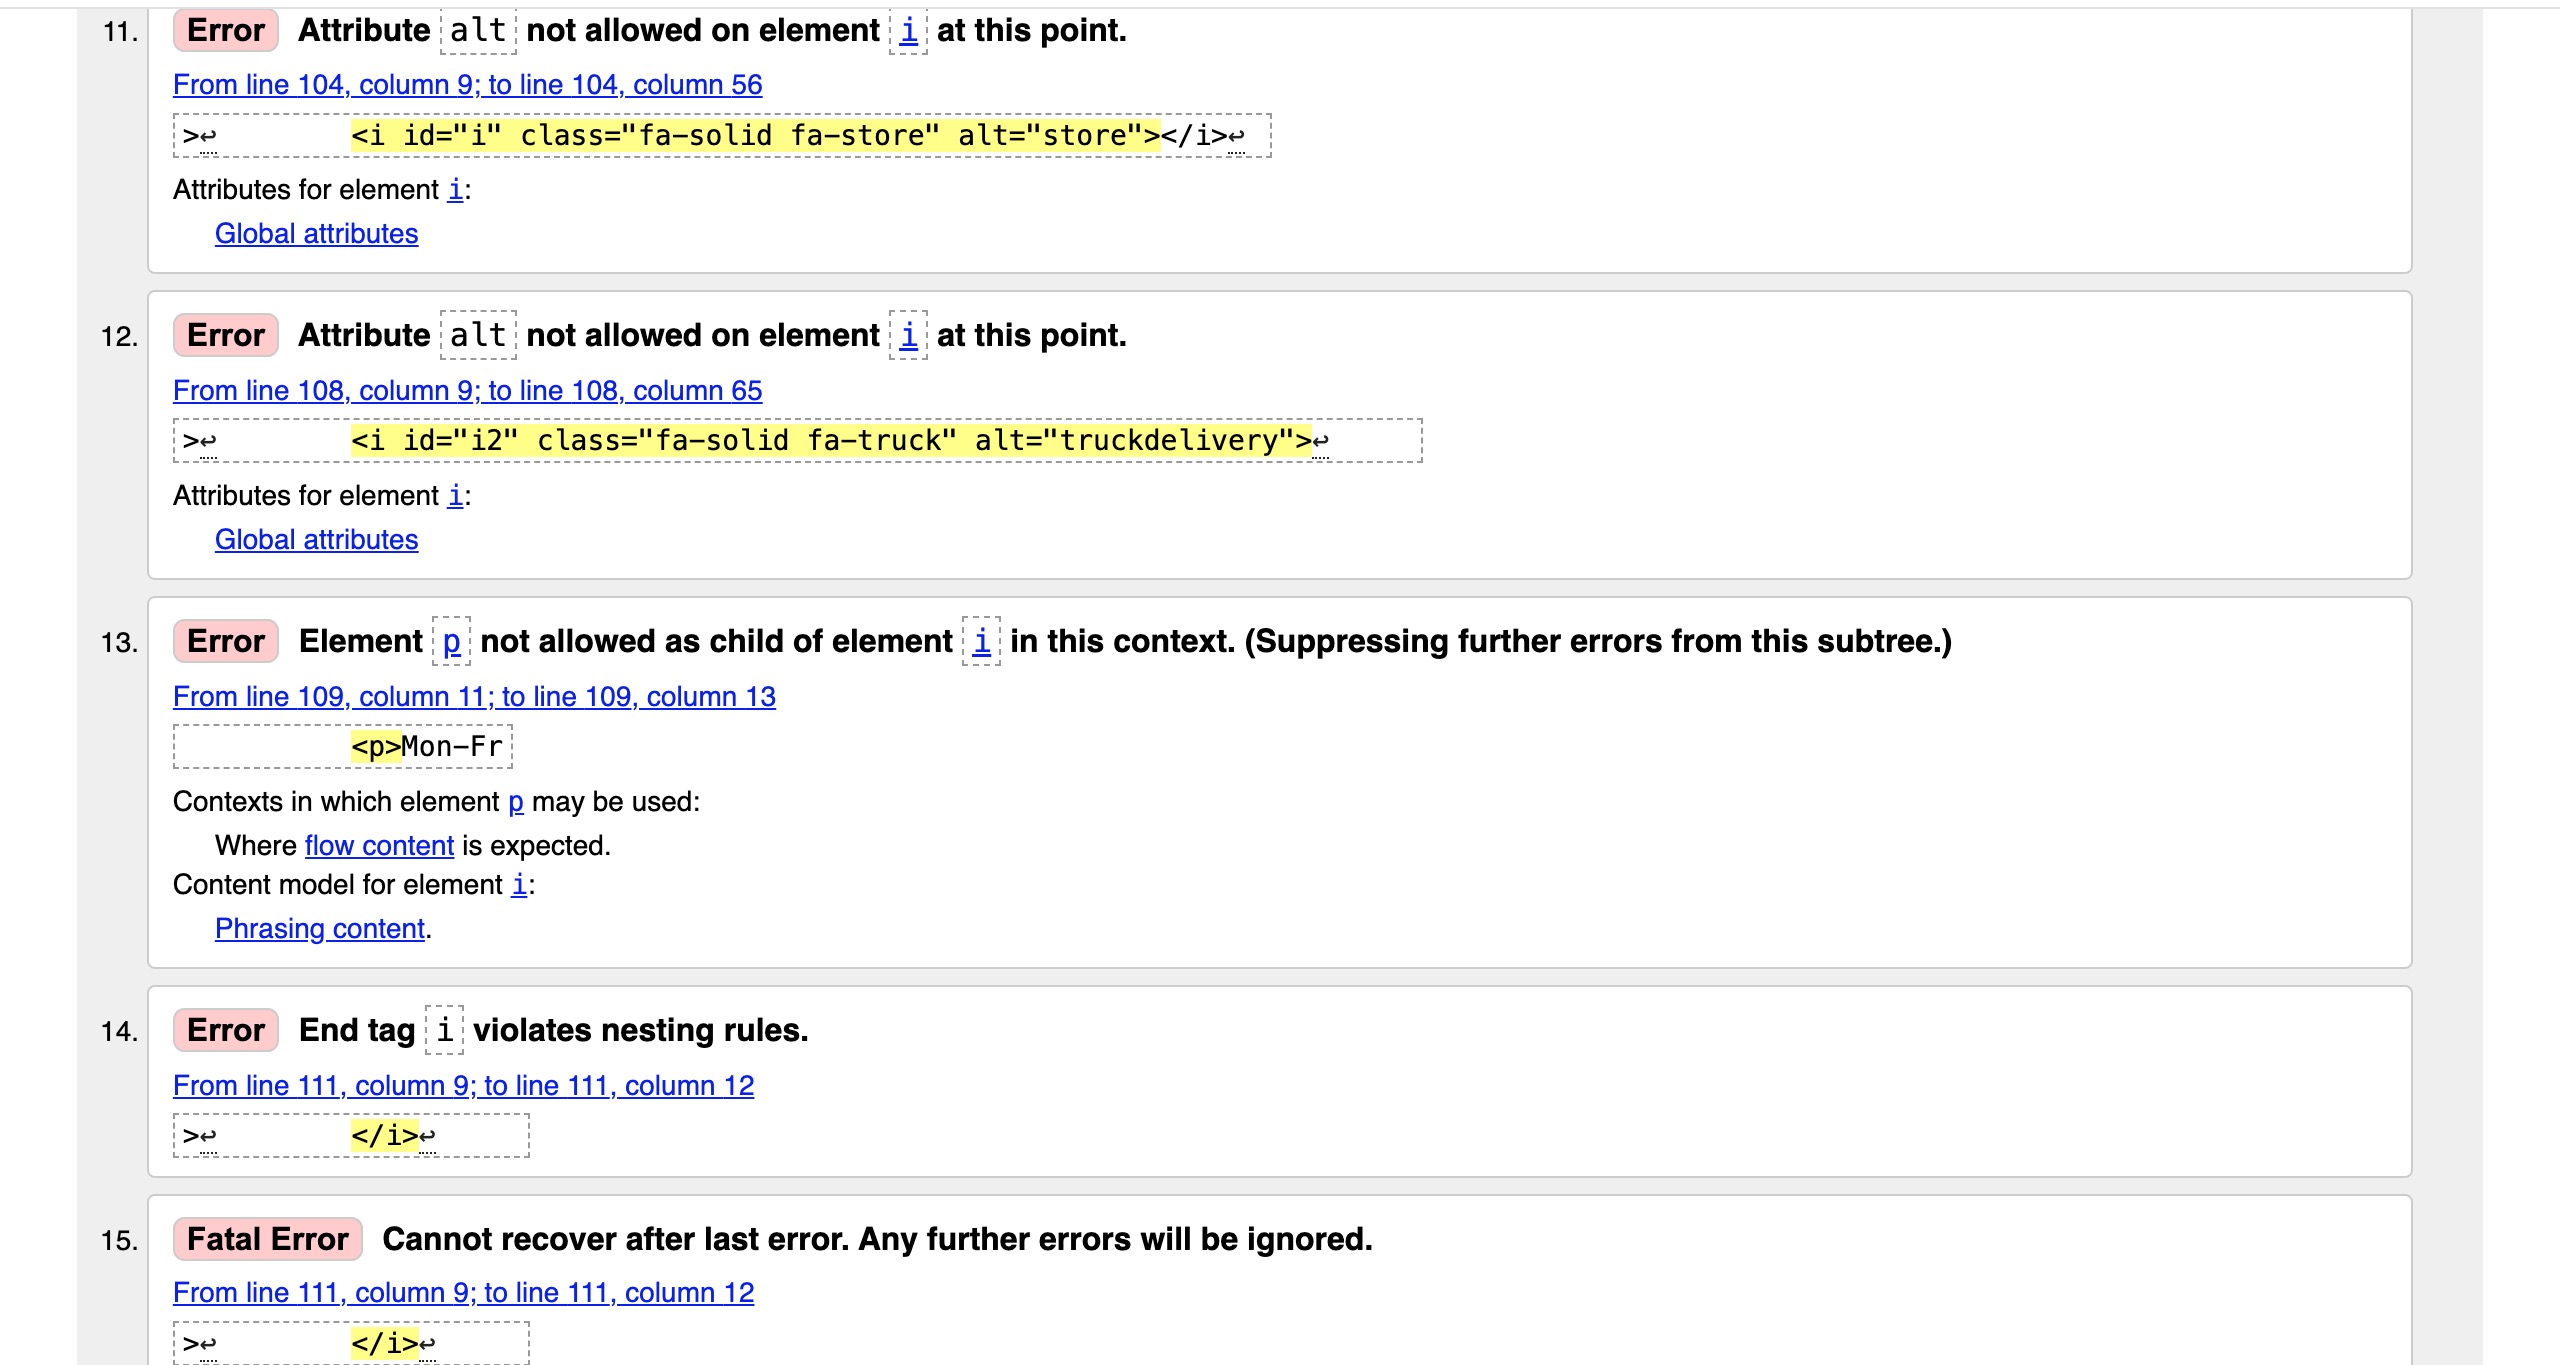 11. Error Attribute alt not allowed on element i at this point.
From line 104, column 9; to line 104, column 56
>↩ <i id="i" class="fa-solid fa-store" alt="store"></i>↩
Attributes for element i:
Global attributes
12. Error Attribute alt not allowed on element i at this point.
From line 108, column 9; to line 108, column 65
>↩ <i id="i2" class="fa-solid fa-truck" alt="truckdelivery">↩
Attributes for element i:
Global attributes
13. Error Element p not allowed as child of element i in this context. (Suppressing further errors from this subtree.)
From line 109, column 11; to line 109, column 13
<p>Mon-Fr
Contexts in which element p may be used:
Where flow content is expected.
Content model for element i:
Phrasing content.
14. Error End tag i violates nesting rules.
From line 111, column 9; to line 111, column 12
>↩ </i>↩
15. Fatal Error Cannot recover after last error. Any further errors will be ignored.
From line 111, column 9; to line 111, column 12
>↩ </i>↩